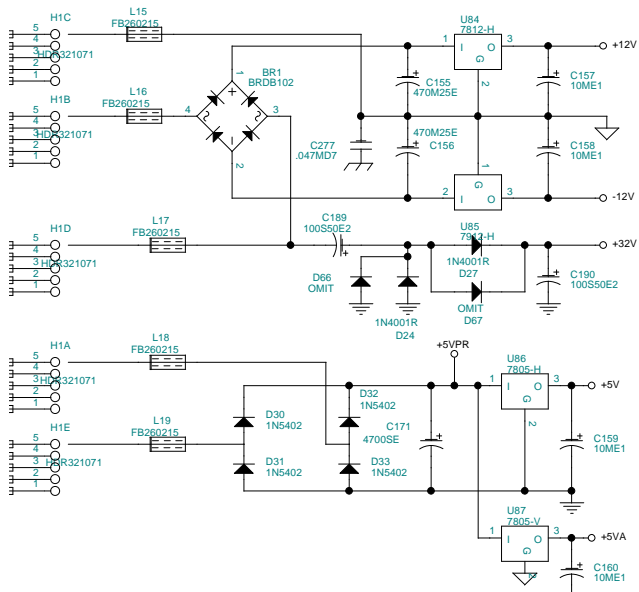 H1C
5
4
3
HDR321071
2
1
L15
FB260215
U84
7812-H
1
I
O
3
G
2
+12V
BR1
BRDB102
1
4
3
2
+
C155
470M25E
+
C157
10ME1
H1B
5
4
3
HDR321071
2
1
L16
FB260215
C277
.047MD7
470M25E
C156
+
C158
10ME1
+
1
G
2
I
O
3
-12V
U85
7912-H
H1D
5
4
3
HDR321071
2
1
L17
FB260215
C189
100S50E2
+
+32V
1N4001R
D27
D66
OMIT
OMIT
D67
1N4001R
D24
C190
100S50E2
+
H1A
5
4
3
HDR321071
2
1
L18
FB260215
+5VPR
U86
7805-H
1
I
O
3
G
2
+5V
D30
1N5402
D32
1N5402
C171
4700SE
+
C159
10ME1
+
H1E
5
4
3
HDR321071
2
1
L19
FB260215
D31
1N5402
D33
1N5402
U87
7805-V
1
I
O
3
G
2
+5VA
C160
10ME1
+